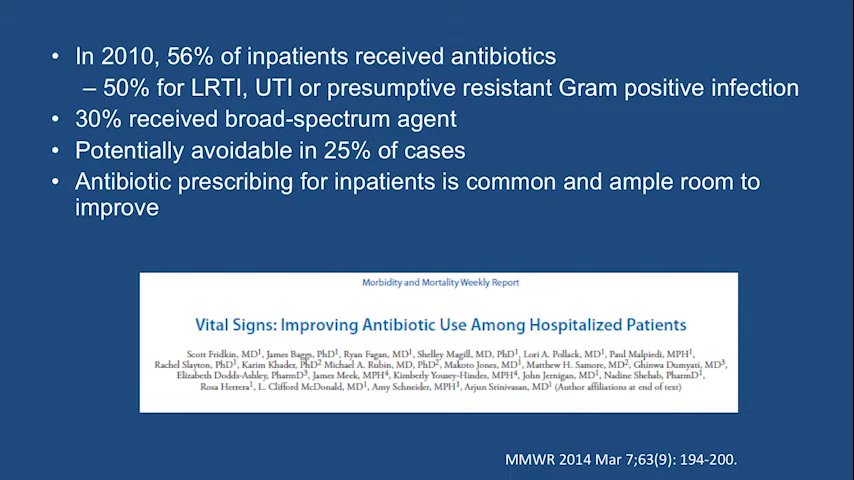 • In 2010, 56% of inpatients received antibiotics
– 50% for LRTI, UTI or presumptive resistant Gram positive infection
• 30% received broad-spectrum agent
• Potentially avoidable in 25% of cases
• Antibiotic prescribing for inpatients is common and ample room to
improve
Morbidity and Mortality Weekly Report
Vital Signs: Improving Antibiotic Use Among Hospitalized Patients
Scott Fridkin, MD1, James Baggs, PhD1, Ryan Fagan, MD1, Shelley Magill, MD, PhD1, Lori A. Pollack, MD1, Paul Malpiedi, MPH1,
Rachel Slayton, PhD1, Karim Khader, PhD2 Michael A. Rubin, MD, PhD2, Makoto Jones, MD1, Matthew H. Samore, MD2, Ghinwa Dumyati, MD3,
Elizabeth Dodds-Ashley, PharmD3, James Meek, MPH4, Kimberly Yousey-Hindes, MPH4, John Jernigan, MD1, Nadine Shehab, PharmD1,
Rosa Herrera1, L. Clifford McDonald, MD1, Amy Schneider, MPH1, Arjun Srinivasan, MD1 (Author affiliations at end of text)
MMWR 2014 Mar 7;63(9): 194-200.